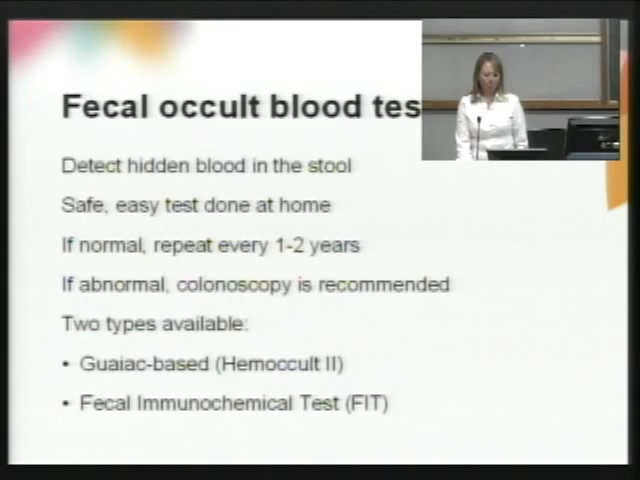 Fecal occult blood tes
Detect hidden blood in the stool
Safe, easy test done at home
If normal, repeat every 1-2 years
If abnormal, colonoscopy is recommended
Two types available:
• Guaiac-based (Hemoccult II)
• Fecal Immunochemical Test (FIT)